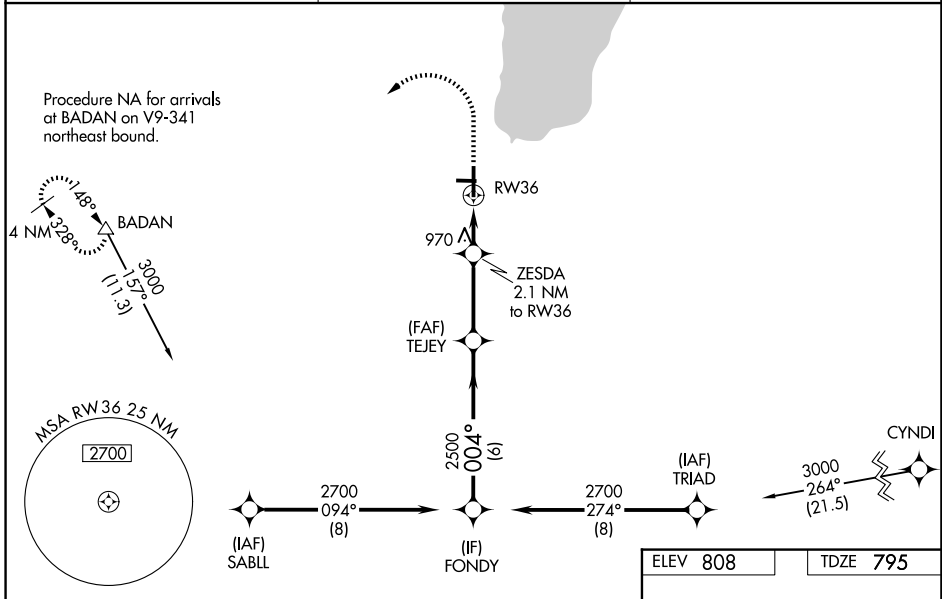 Procedure NA for arrivals
at BADAN on V9-341
northeast bound.
RW36
148°
BADAN
4 NM
328°
3000
157°
(11.3)
970
ZESDA
2.1 NM
to RW36
(FAF)
TEJEY
MSA RW36 25 NM
2700
2500
004°
(6)
CYNDI
(IAF)
TRIAD
3000
264°
(21.5)
2700
094°
(8)
2700
274°
(8)
(IAF)
SABLL
(IF)
FONDY
ELEV 808
TDZE 795